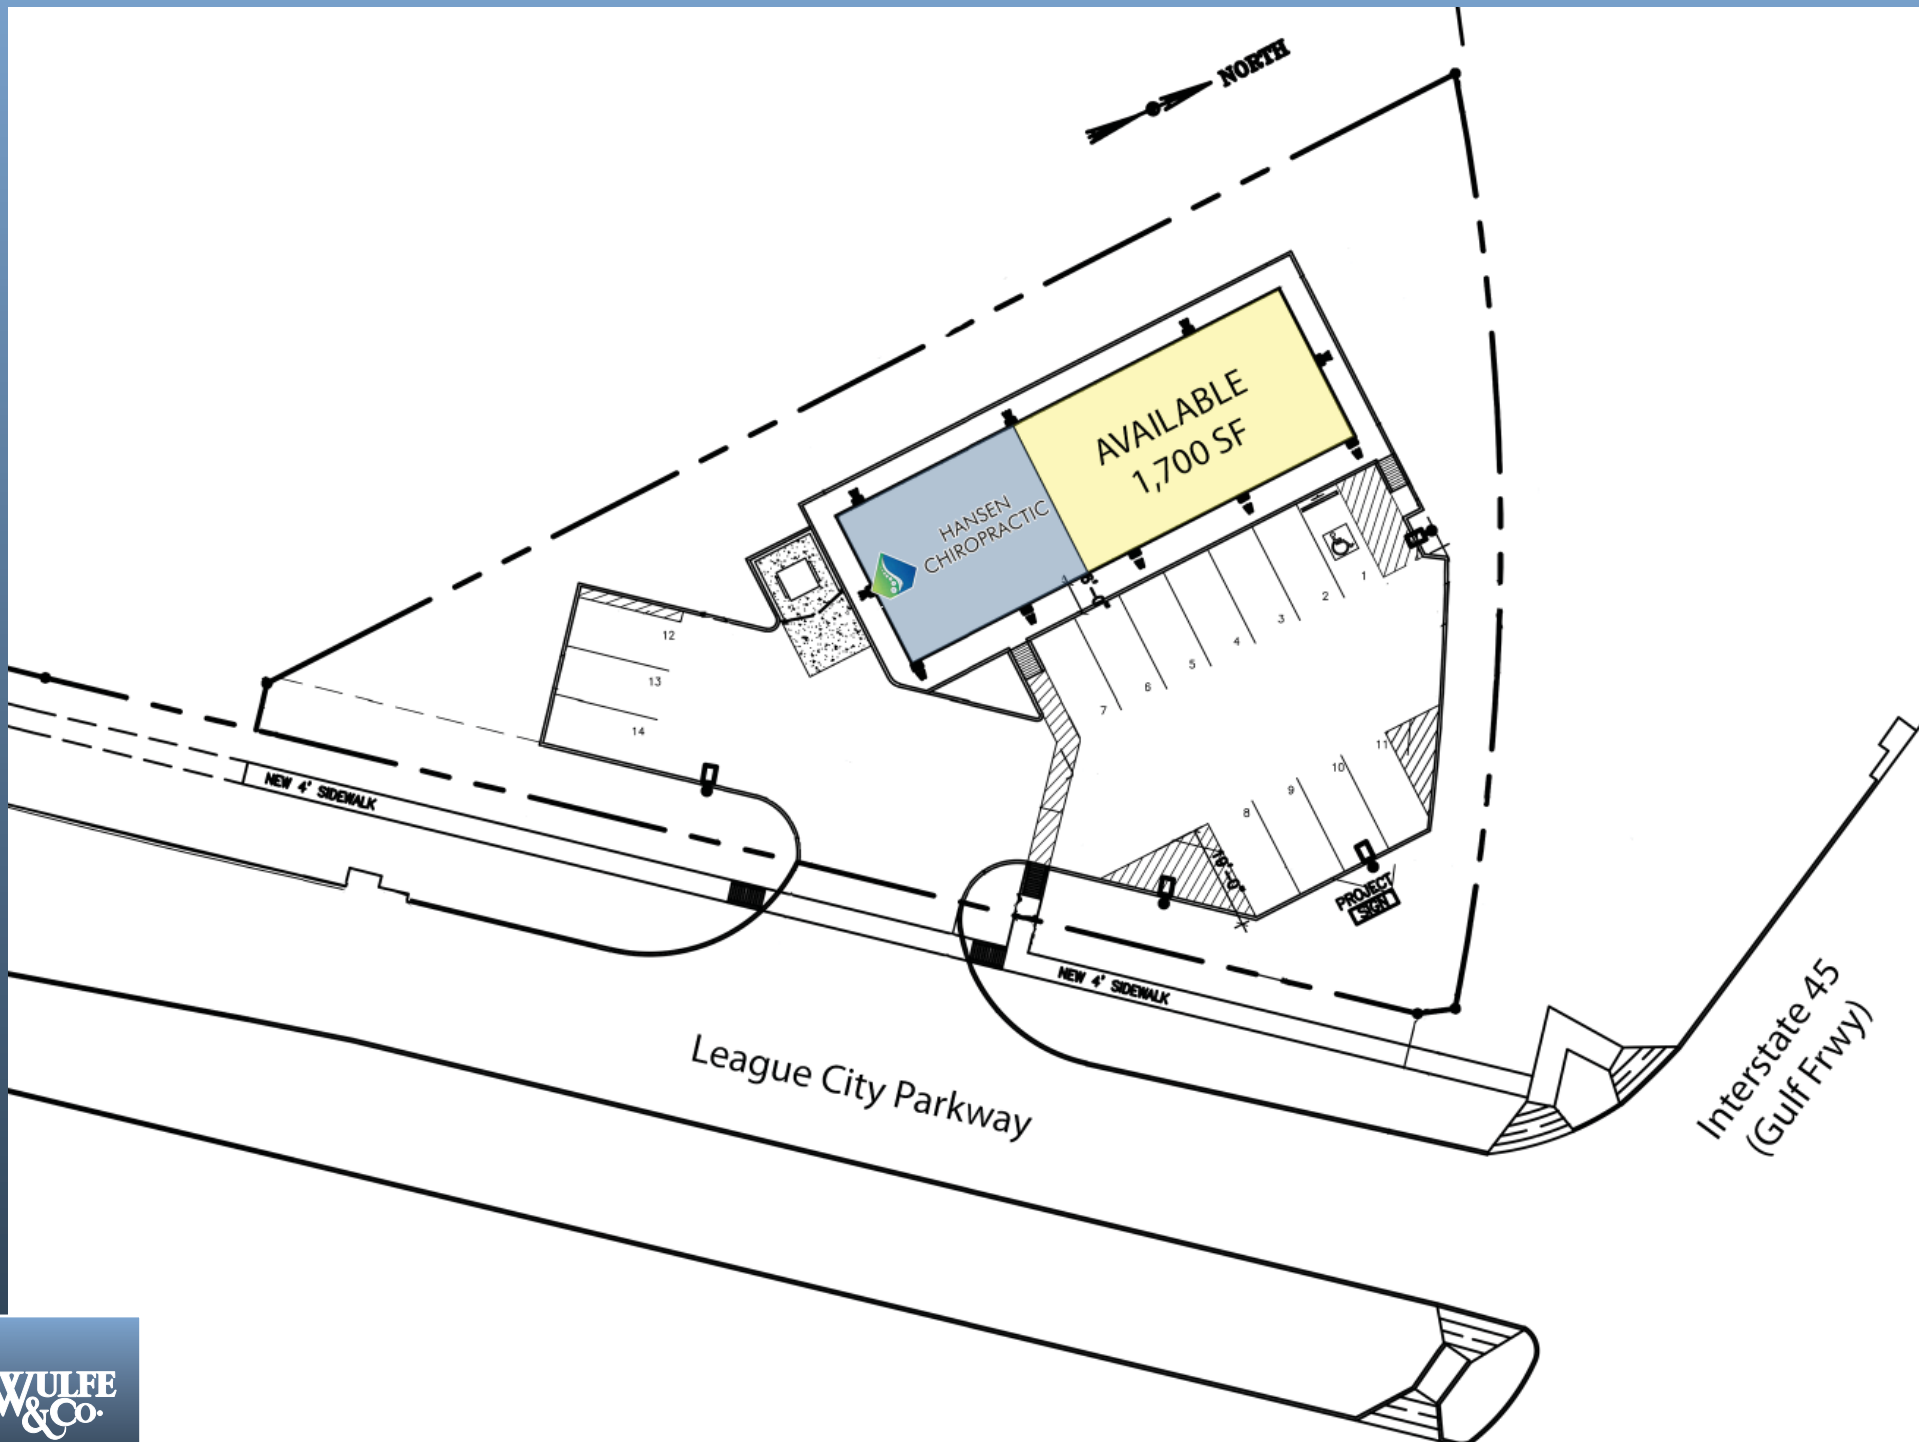 NORTH
AVAILABLE
1,700 SF
HANSEN
CHIROPRACTIC
1
2
3
4
5
6
7
12
13
14
11
10
9
8
18'-0"
PROJECT
SIGN
NEW 4' SIDEWALK
NEW 4' SIDEWALK
League City Parkway
Interstate 45
(Gulf Frwy)
WULFE
&CO.